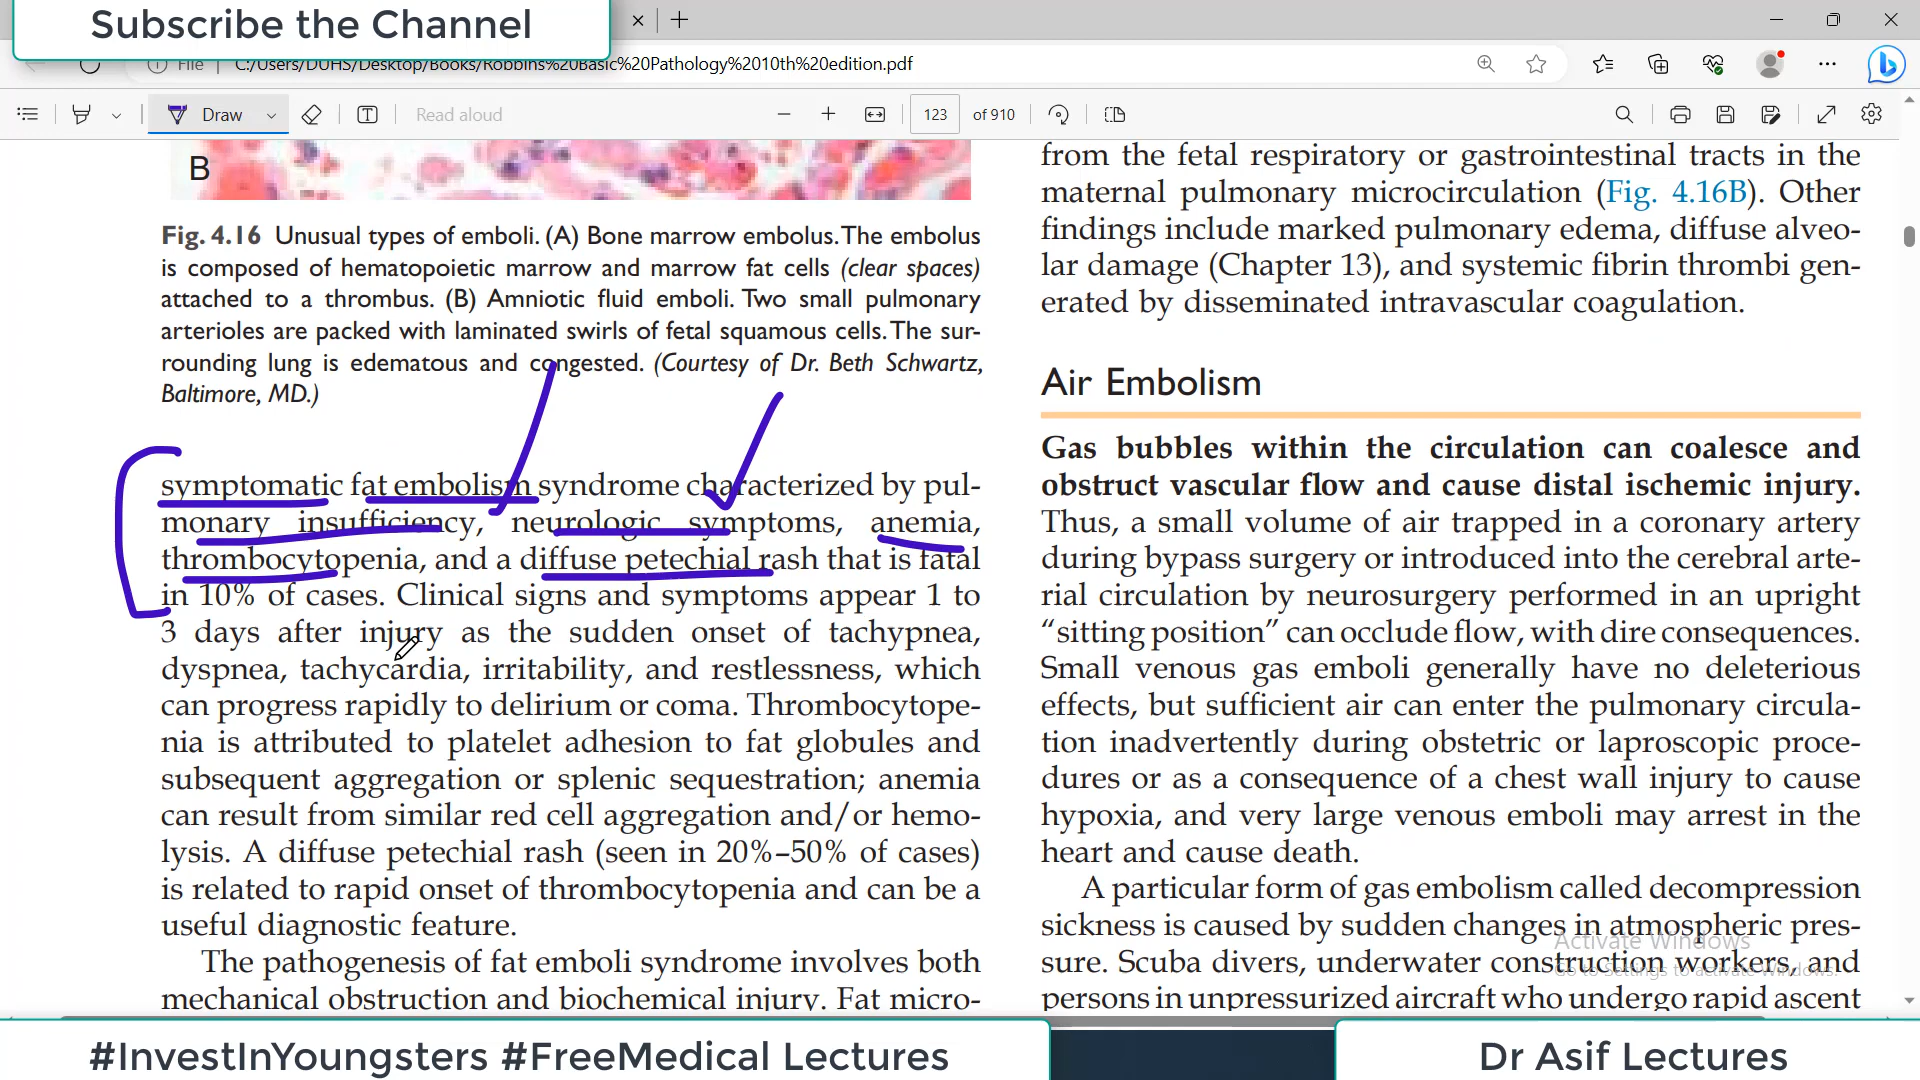 Subscribe the Channel
File
C:/Users/DUHS/Desktop/Books/Robbins%20Basic%20Pathology%2010th%20edition.pdf
Draw
Read aloud
123
of 910
B
Fig. 4.16 Unusual types of emboli. (A) Bone marrow embolus. The embolus
is composed of hematopoietic marrow and marrow fat cells (clear spaces)
attached to a thrombus. (B) Amniotic fluid emboli. Two small pulmonary
arterioles are packed with laminated swirls of fetal squamous cells. The sur-
rounding lung is edematous and congested. (Courtesy of Dr. Beth Schwartz,
Baltimore, MD.)
symptomatic fat embolism syndrome characterized by pul-
monary insufficiency, neurologic symptoms, anemia,
thrombocytopenia, and a diffuse petechial rash that is fatal
in 10% of cases. Clinical signs and symptoms appear 1 to
3 days after injury as the sudden onset of tachypnea,
dyspnea, tachycardia, irritability, and restlessness, which
can progress rapidly to delirium or coma. Thrombocytope-
nia is attributed to platelet adhesion to fat globules and
subsequent aggregation or splenic sequestration; anemia
can result from similar red cell aggregation and/or hemo-
lysis. A diffuse petechial rash (seen in 20%–50% of cases)
is related to rapid onset of thrombocytopenia and can be a
useful diagnostic feature.
The pathogenesis of fat emboli syndrome involves both
mechanical obstruction and biochemical injury. Fat micro-
from the fetal respiratory or gastrointestinal tracts in the
maternal pulmonary microcirculation (Fig. 4.16B). Other
findings include marked pulmonary edema, diffuse alveo-
lar damage (Chapter 13), and systemic fibrin thrombi gen-
erated by disseminated intravascular coagulation.
Air Embolism
Gas bubbles within the circulation can coalesce and
obstruct vascular flow and cause distal ischemic injury.
Thus, a small volume of air trapped in a coronary artery
during bypass surgery or introduced into the cerebral arte-
rial circulation by neurosurgery performed in an upright
“sitting position” can occlude flow, with dire consequences.
Small venous gas emboli generally have no deleterious
effects, but sufficient air can enter the pulmonary circula-
tion inadvertently during obstetric or laproscopic proce-
dures or as a consequence of a chest wall injury to cause
hypoxia, and very large venous emboli may arrest in the
heart and cause death.
A particular form of gas embolism called decompression
sickness is caused by sudden changes in atmospheric pres-
sure. Scuba divers, underwater construction workers, and
persons in unpressurized aircraft who undergo rapid ascent
Activate Windows
Go to Settings to activate Windows.
#InvestInYoungsters #FreeMedical Lectures
Dr Asif Lectures